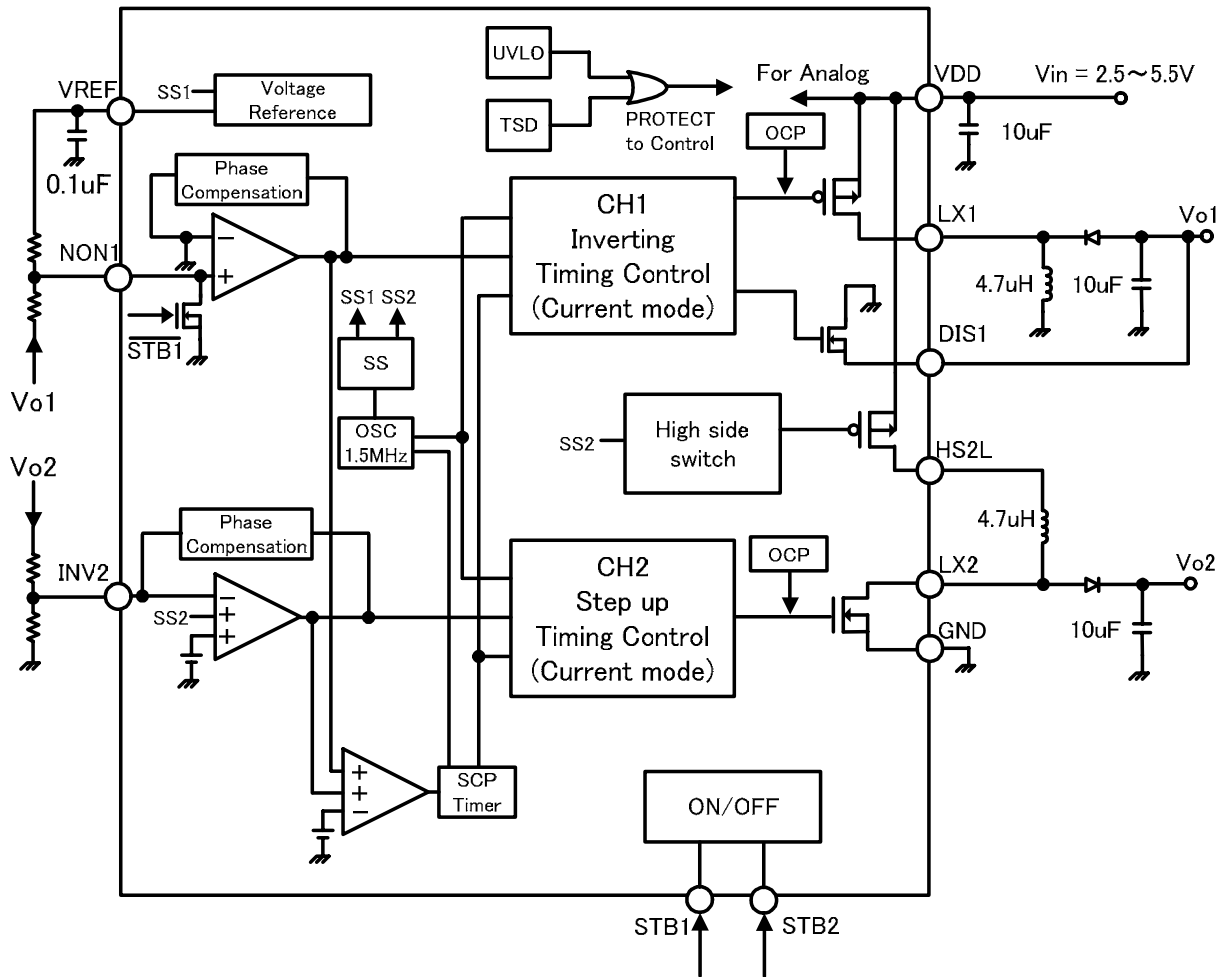 UVLO
TSD
PROTECT
to Control
For Analog
VDD
Vin = 2.5～5.5V
10uF
VREF
SS1
Voltage
Reference
0.1uF
Phase
Compensation
OCP
CH1
Inverting
Timing Control
(Current mode)
LX1
Vo1
4.7uH
10uF
NON1
−
+
STB1
Vo1
SS1 SS2
SS
DIS1
OSC
1.5MHz
SS2
High side
switch
HS2L
Vo2
4.7uH
Phase
Compensation
INV2
−
+
SS2
+
CH2
Step up
Timing Control
(Current mode)
OCP
LX2
Vo2
GND
10uF
+
+
−
SCP
Timer
ON/OFF
STB1
STB2